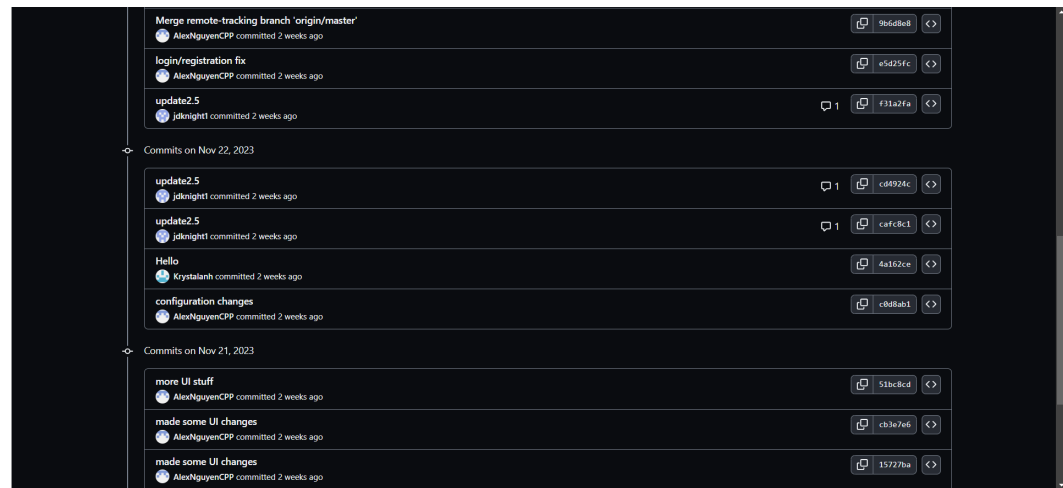 Merge remote-tracking branch 'origin/master'
9b6d8e8
AlexNguyenCPP committed 2 weeks ago
login/registration fix
e5d25fc
AlexNguyenCPP committed 2 weeks ago
update2.5
1
f31a2fa
jdknight1 committed 2 weeks ago
Commits on Nov 22, 2023
update2.5
1
cd4924c
jdknight1 committed 2 weeks ago
update2.5
1
cafc8c1
jdknight1 committed 2 weeks ago
Hello
4a162ce
Krystalanh committed 2 weeks ago
configuration changes
c0d8ab1
AlexNguyenCPP committed 2 weeks ago
Commits on Nov 21, 2023
more UI stuff
51bc8cd
AlexNguyenCPP committed 2 weeks ago
made some UI changes
cb3e7e6
AlexNguyenCPP committed 2 weeks ago
made some UI changes
15727ba
AlexNguyenCPP committed 2 weeks ago